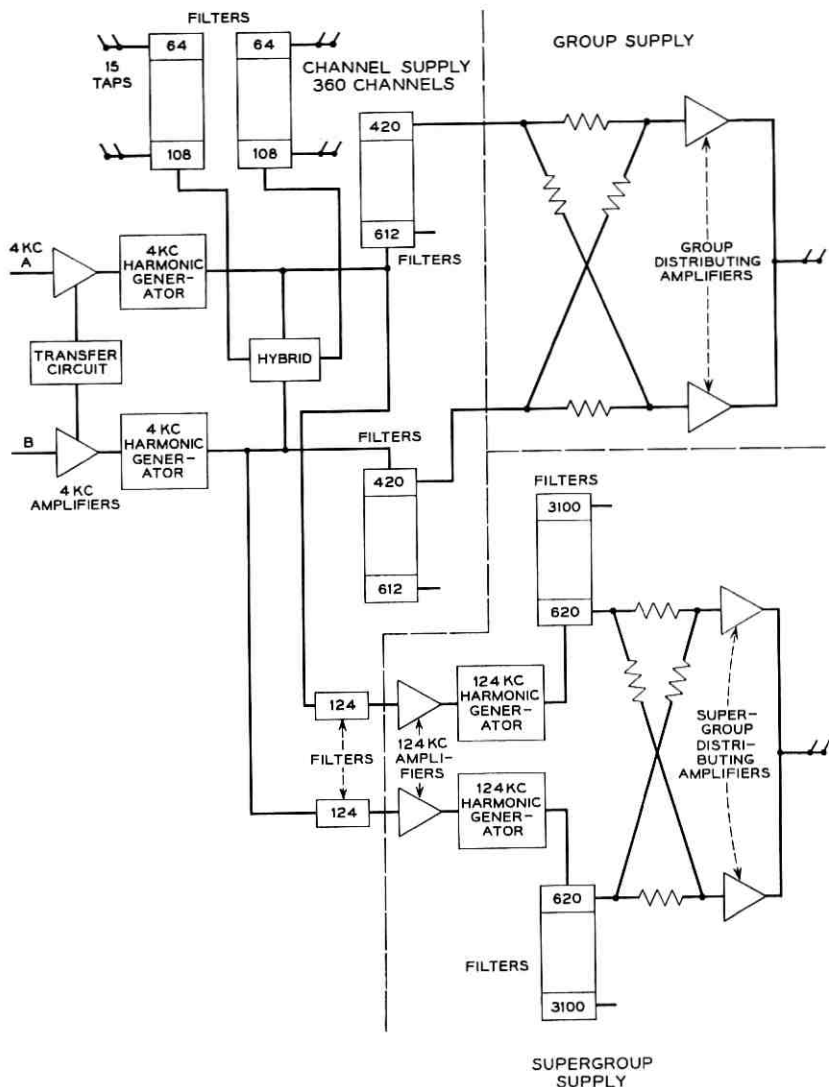 FILTERS
64
64
15
TAPS
108
108
CHANNEL SUPPLY
360 CHANNELS
GROUP SUPPLY
420
612
FILTERS
GROUP
DISTRIBUTING
AMPLIFIERS
4 KC
A
4 KC
HARMONIC
GENER-
ATOR
TRANSFER
CIRCUIT
HYBRID
B
4 KC
HARMONIC
GENER-
ATOR
4 KC
AMPLIFIERS
FILTERS
420
612
FILTERS
3100
620
124
124 KC
HARMONIC
GENER-
ATOR
FILTERS
124 KC
AMPLI-
FIERS
SUPER-
GROUP
DISTRI-
BUTING
AMPLIFIERS
124
124 KC
HARMONIC
GENER-
ATOR
620
FILTERS
3100
SUPERGROUP
SUPPLY